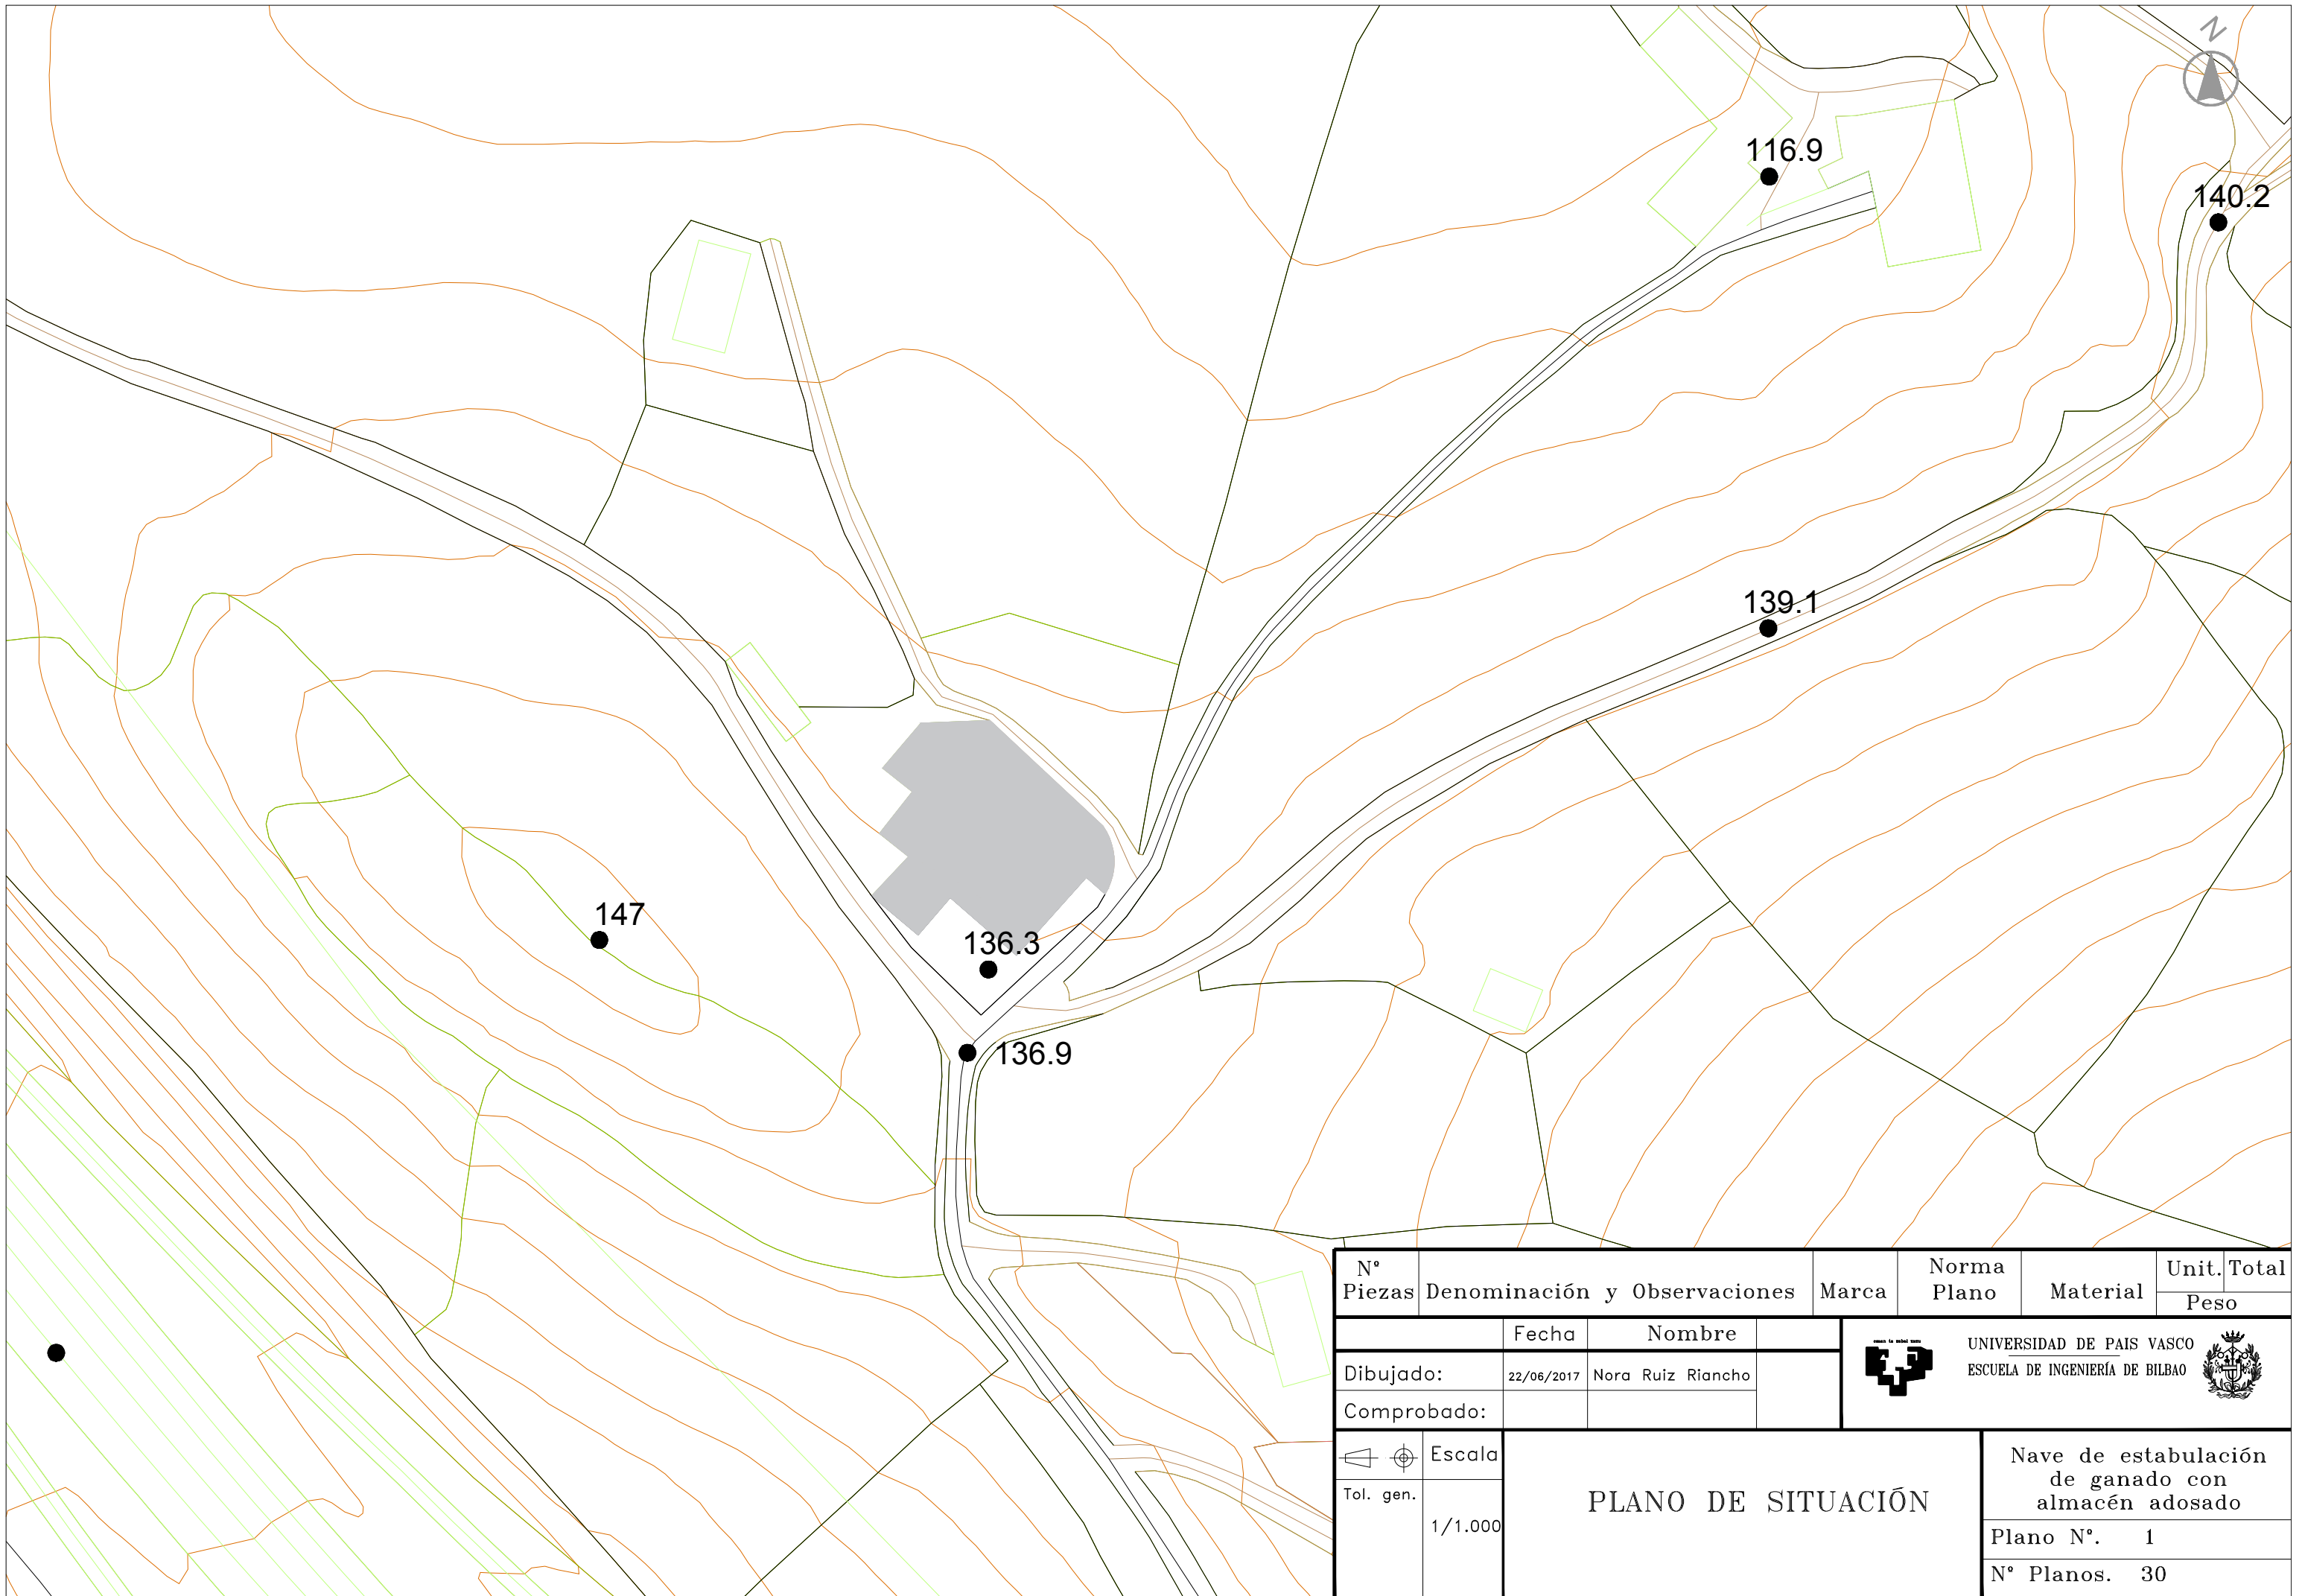 N
116.9
140.2
139.1
147
136.3
136.9
N° Piezas
Denominación y Observaciones
Marca
Norma Plano
Material
Unit. Total
Peso
Fecha
Nombre
Dibujado:
22/06/2017
Nora Ruiz Riancho
Comprobado:
UNIVERSIDAD DE PAIS VASCO
ESCUELA DE INGENIERÍA DE BILBAO
Escala
Tol. gen.
1/1.000
PLANO DE SITUACIÓN
Nave de estabulación
de ganado con
almacén adosado
Plano N°. 1
N° Planos. 30